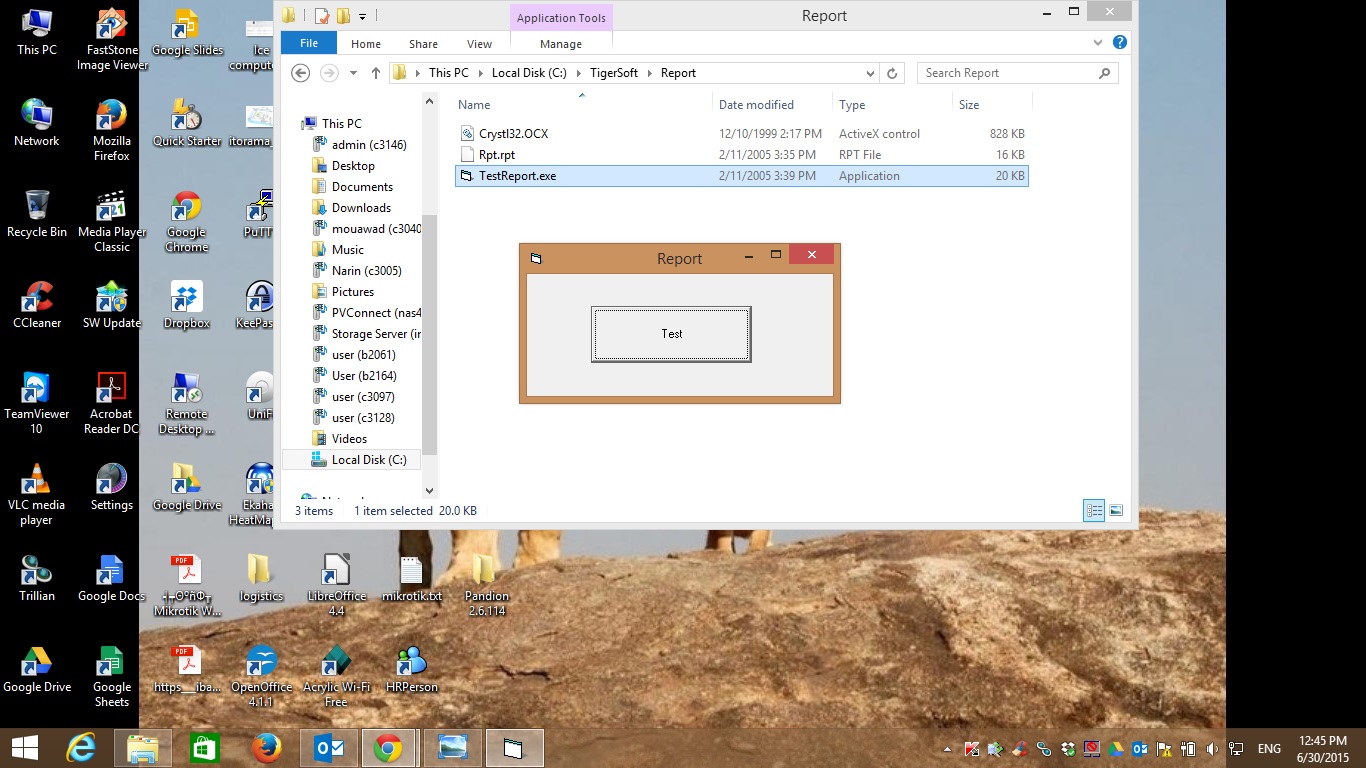 This PC
FastStone
Image Viewer
Google Slides
Ice
compute
Network
Mozilla
Firefox
Quick Starter
itorama_
Recycle Bin
Media Player
Classic
Google
Chrome
PuTT
CCleaner
SW Update
Dropbox
KeePas
TeamViewer
10
Acrobat
Reader DC
Remote
Desktop ...
UniF
VLC media
player
Settings
Google Drive
Ekaha
HeatMap
Trillian
Google Docs
Mikrotik W...
logistics
LibreOffice
4.4
mikrotik.txt
Pandion
2.6.114
Google Drive
Google
Sheets
https___iba...
OpenOffice
4.1.1
Acrylic Wi-Fi
Free
HRPerson
Application Tools
Report
File
Home
Share
View
Manage
This PC
Local Disk (C:)
TigerSoft
Report
Search Report
This PC
admin (c3146)
Desktop
Documents
Downloads
mouawad (c3040
Music
Narin (c3005)
Pictures
PVConnect (nas4
Storage Server (ir
user (b2061)
User (b2164)
user (c3097)
user (c3128)
Videos
Local Disk (C:)
Name Date modified Type Size
Crystl32.OCX 12/10/1999 2:17 PM ActiveX control 828 KB
Rpt.rpt 2/11/2005 3:35 PM RPT File 16 KB
TestReport.exe 2/11/2005 3:39 PM Application 20 KB
Report
Test
3 items 1 item selected 20.0 KB
ENG
12:45 PM
6/30/2015